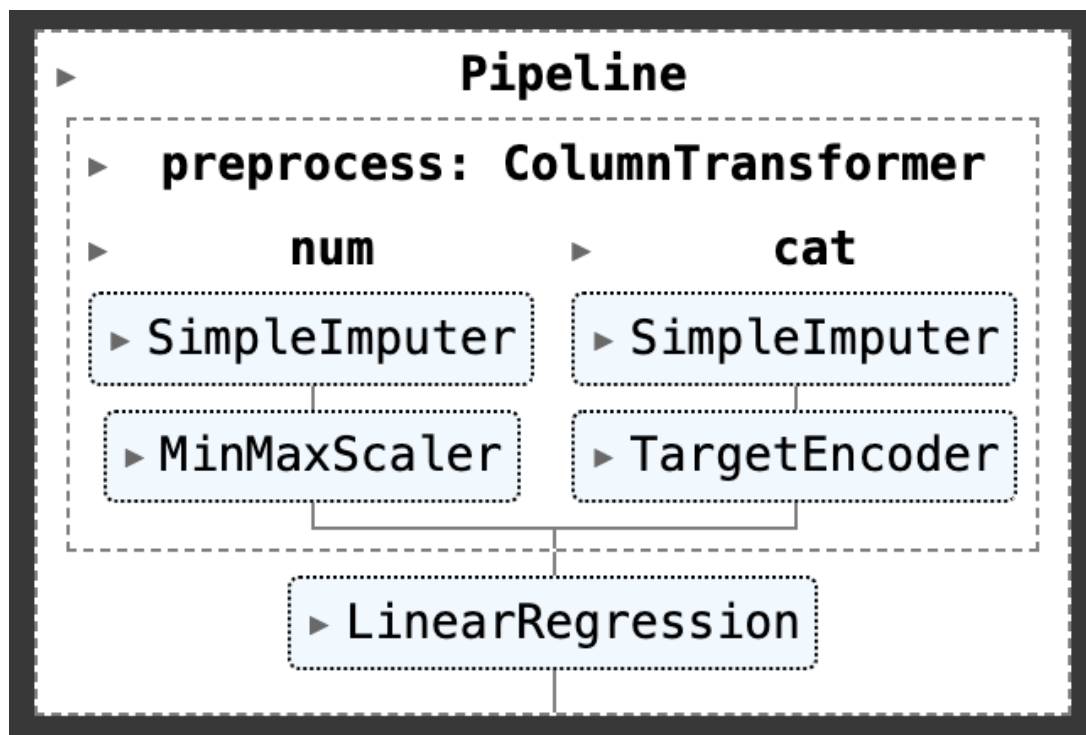 Pipeline
preprocess: ColumnTransformer
num
cat
SimpleImputer
SimpleImputer
MinMaxScaler
TargetEncoder
LinearRegression